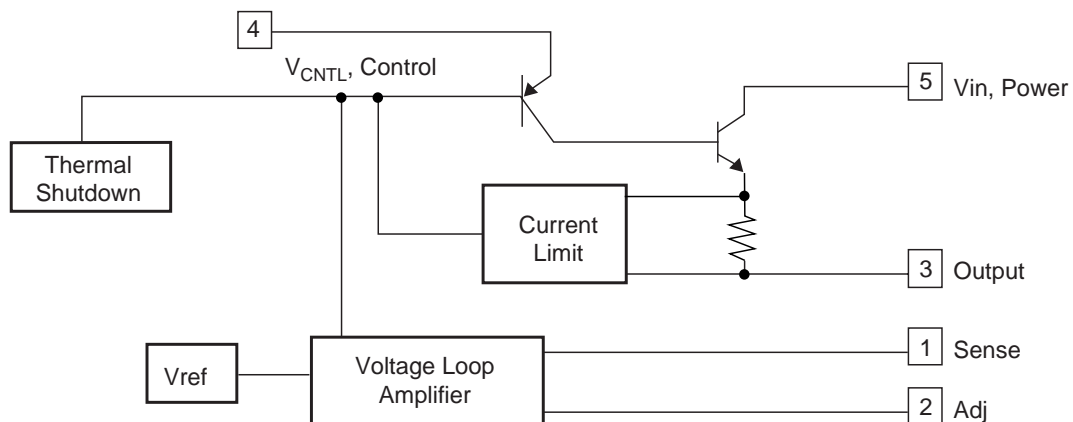 4
V_CNTL, Control
5 Vin, Power
Thermal
Shutdown
Current
Limit
3 Output
1 Sense
Vref
Voltage Loop
Amplifier
2 Adj